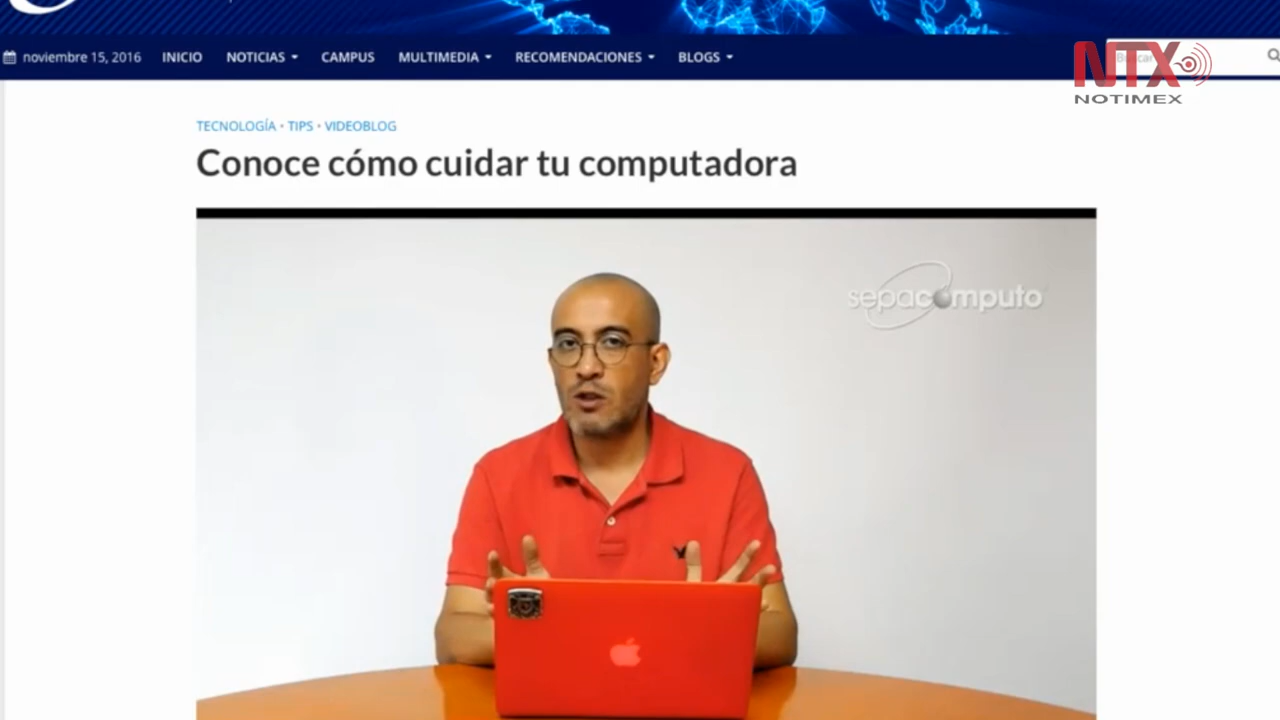 noviembre 15, 2016 INICIO NOTICIAS CAMPUS MULTIMEDIA RECOMENDACIONES BLOGS
NTX
NOTIMEX
TECNOLOGÍA • TIPS • VIDEOBLOG
Conoce cómo cuidar tu computadora
sepacomputo